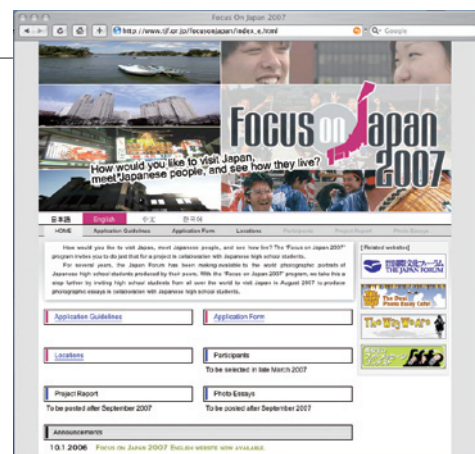 Focus On Japan 2007
http://www.tjf.or.jp/focusonjapan/index_e.html
Google
FOCUS on Japan
2007
How would you like to visit Japan,
meet Japanese people, and see how they live?
日本語 English 中文 한국어
HOME Application Guidelines Application Form Locations Participants Project Report Photo Essays
How would you like to visit Japan, meet Japanese people, and see how they live? The "Focus on Japan 2007"
program invites you to do just that for a project in collaboration with Japanese high school students.
For several years, the Japan Forum has been making available to the world photographic portraits of
Japanese high school students produced by their peers. With the "Focus on Japan 2007" program, we take this a
step further by inviting high school students from all over the world to visit Japan in August 2007 to produce
photographic essays in collaboration with Japanese high school students.
[Related websites]
THE JAPAN FORUM
The Deai
Photo Essay Cafe
The Way We Are
Application Guidelines
Application Form
Locations
Participants
To be selected in late March 2007
Project Report
To be posted after September 2007
Photo Essays
To be posted after September 2007
Announcements
10.1.2006 FOCUS ON JAPAN 2007 ENGLISH WEBSITE NOW AVAILABLE.